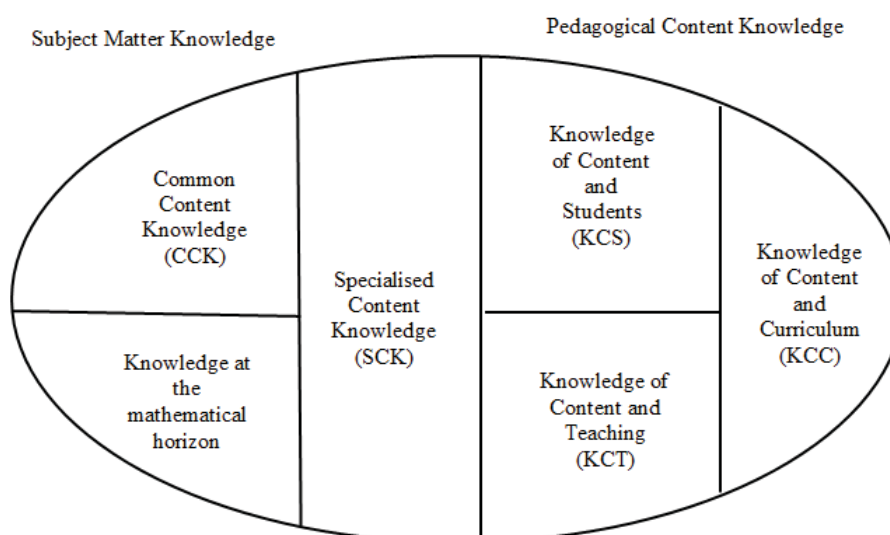 Subject Matter Knowledge
Pedagogical Content Knowledge
Common
Content
Knowledge
(CCK)
Knowledge at
the
mathematical
horizon
Specialised
Content
Knowledge
(SCK)
Knowledge
of Content
and
Students
(KCS)
Knowledge of
Content and
Teaching
(KCT)
Knowledge
of Content
and
Curriculum
(KCC)